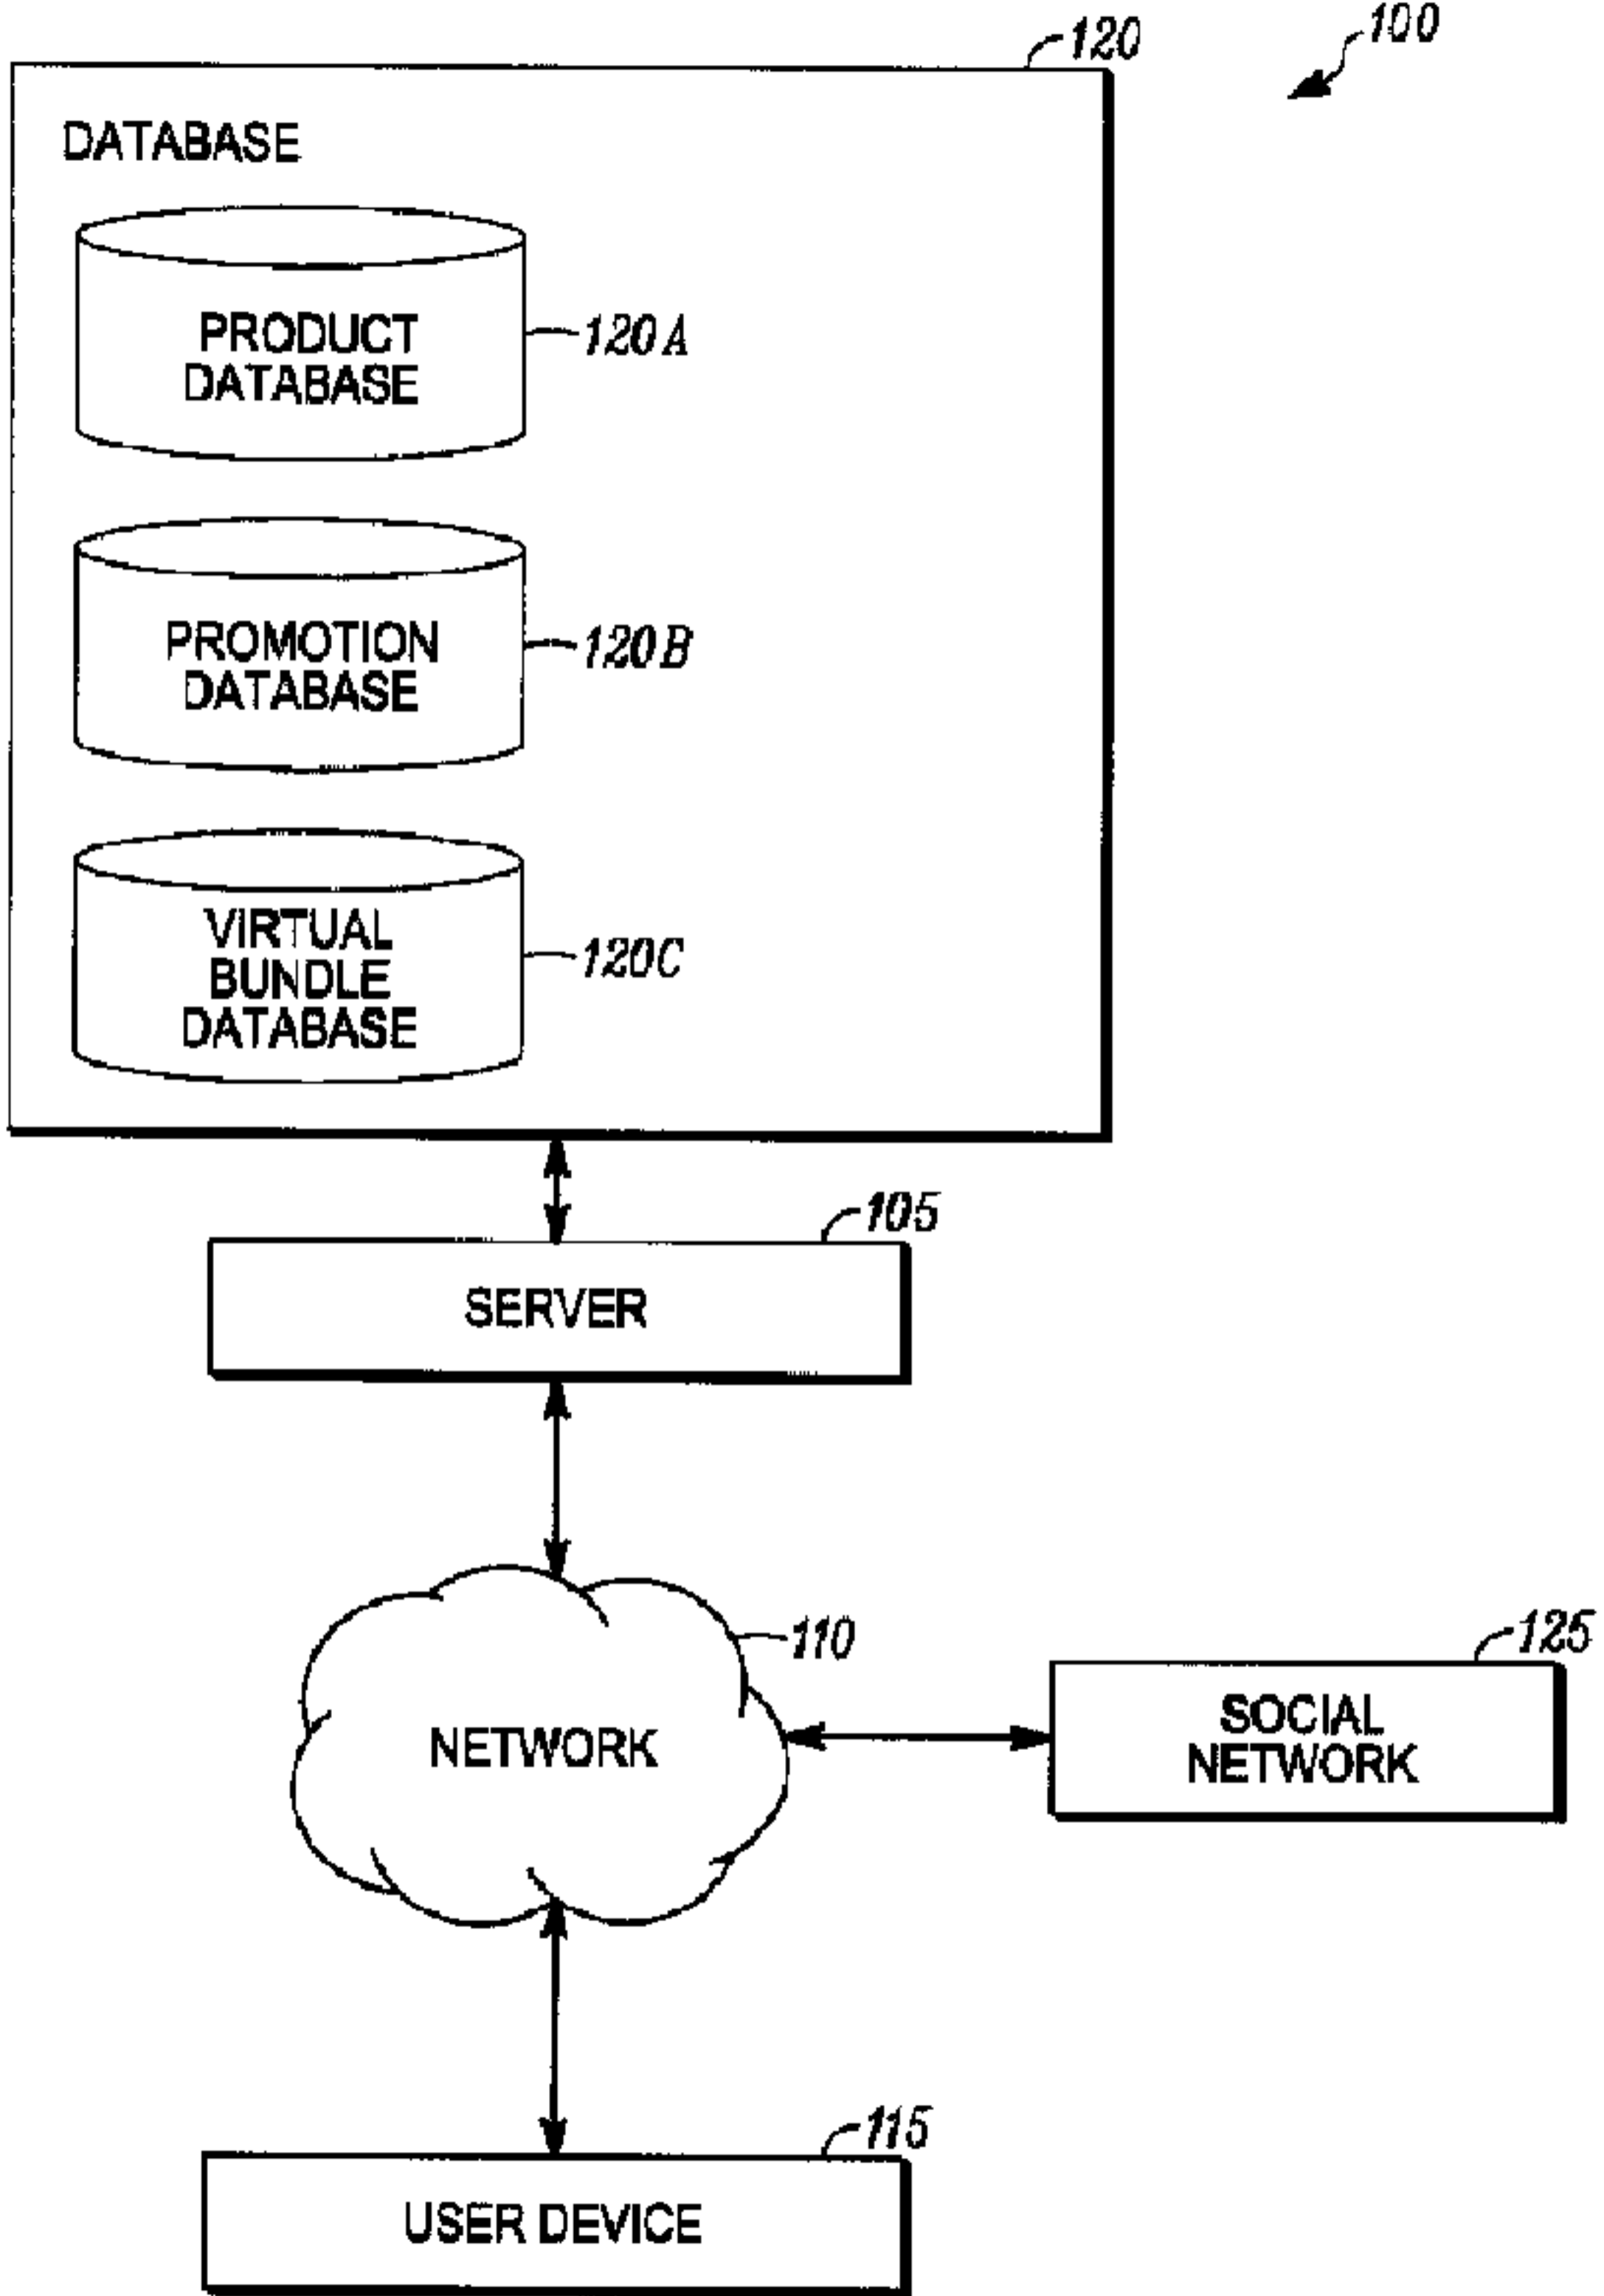 120
100
DATABASE
PRODUCT
DATABASE
120A
PROMOTION
DATABASE
120B
VIRTUAL
BUNDLE
DATABASE
120C
105
SERVER
110
NETWORK
125
SOCIAL
NETWORK
115
USER DEVICE